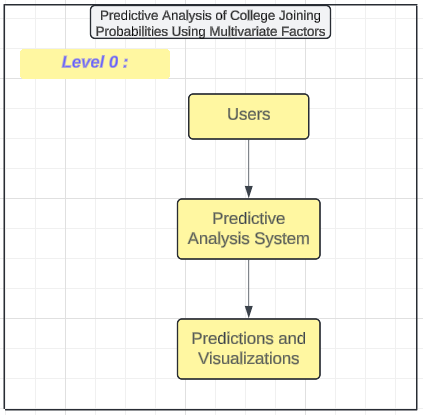 Predictive Analysis of College Joining
Probabilities Using Multivariate Factors
Level 0 :
Users
Predictive
Analysis System
Predictions and
Visualizations